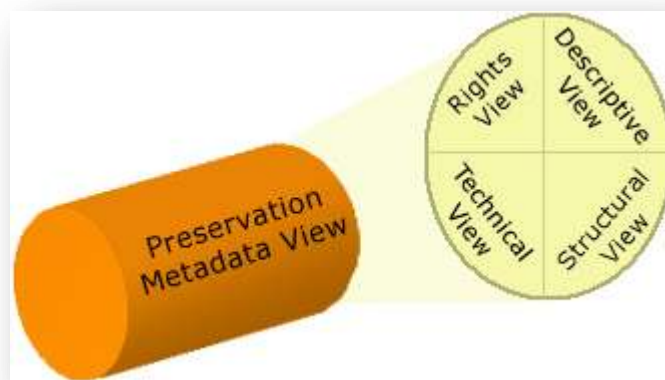 Preservation
Metadata View
Rights
View
Descriptive
View
Technical
View
Structural
View